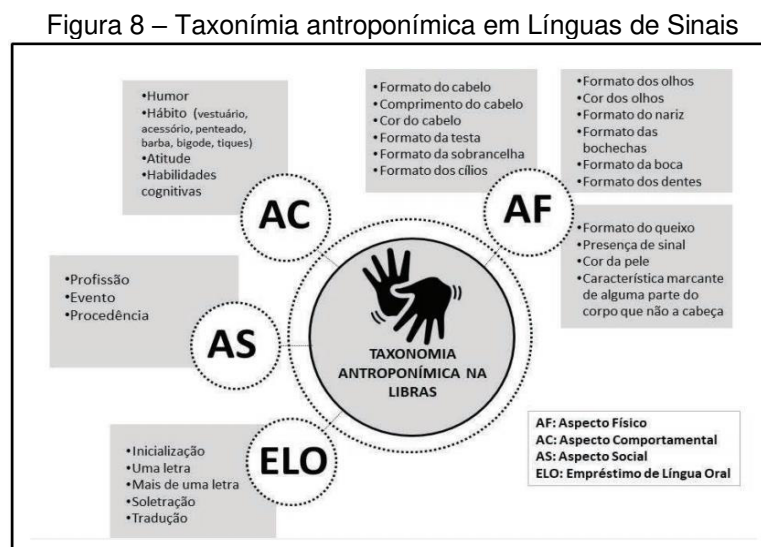 Figura 8 – Taxonímia antroponímica em Línguas de Sinais
•Humor
•Hábito (vestuário,
acessório, penteado,
barba, bigode, tiques)
•Atitude
•Habilidades
cognitivas
AC
•Formato do cabelo
•Comprimento do cabelo
•Cor do cabelo
•Formato da testa
•Formato da sobrancelha
•Formato dos cílios
•Formato dos olhos
•Cor dos olhos
•Formato do nariz
•Formato das
bochechas
•Formato da boca
•Formato dos dentes
AF
•Formato do queixo
•Presença de sinal
•Cor da pele
•Característica marcante
de alguma parte do
corpo que não a cabeça
•Profissão
•Evento
•Procedência
AS
TAXONOMIA
ANTROPONÍMICA NA
LIBRAS
•Inicialização
•Uma letra
•Mais de uma letra
•Soletração
•Tradução
ELO
AF: Aspecto Físico
AC: Aspecto Comportamental
AS: Aspecto Social
ELO: Empréstimo de Língua Oral